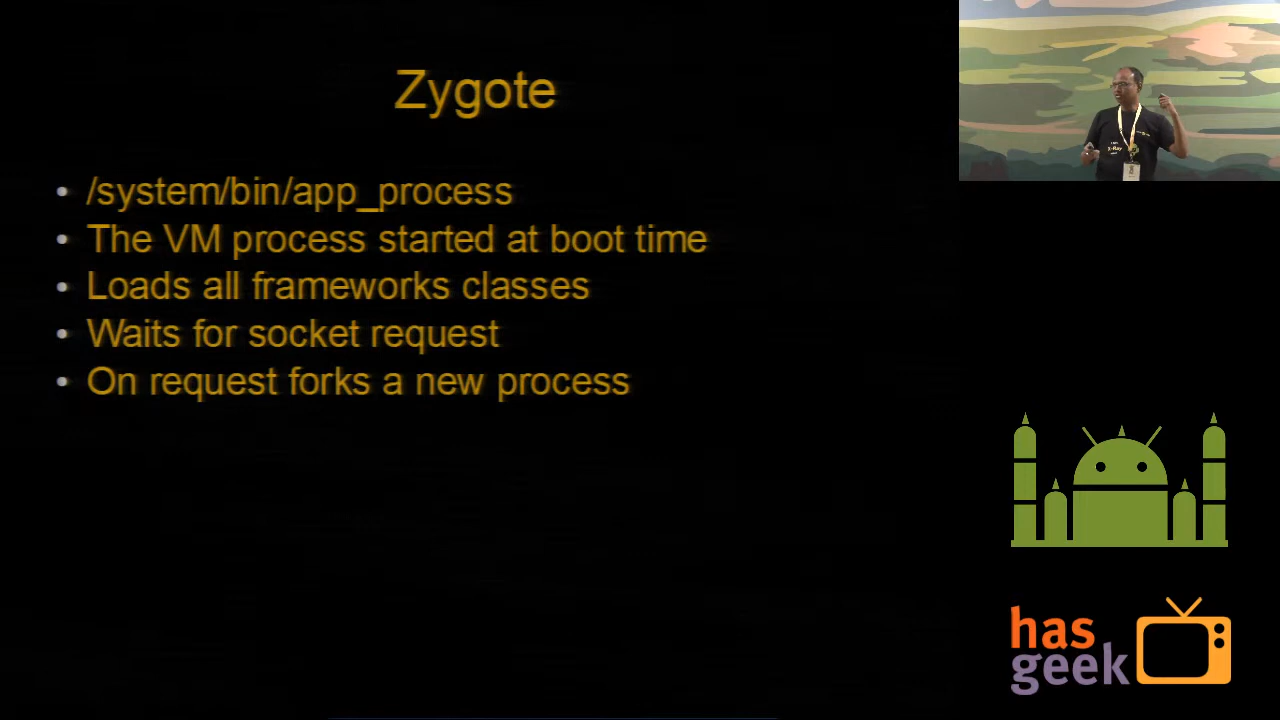 Zygote
/system/bin/app_process
The VM process started at boot time
Loads all frameworks classes
Waits for socket request
On request forks a new process
has
geek